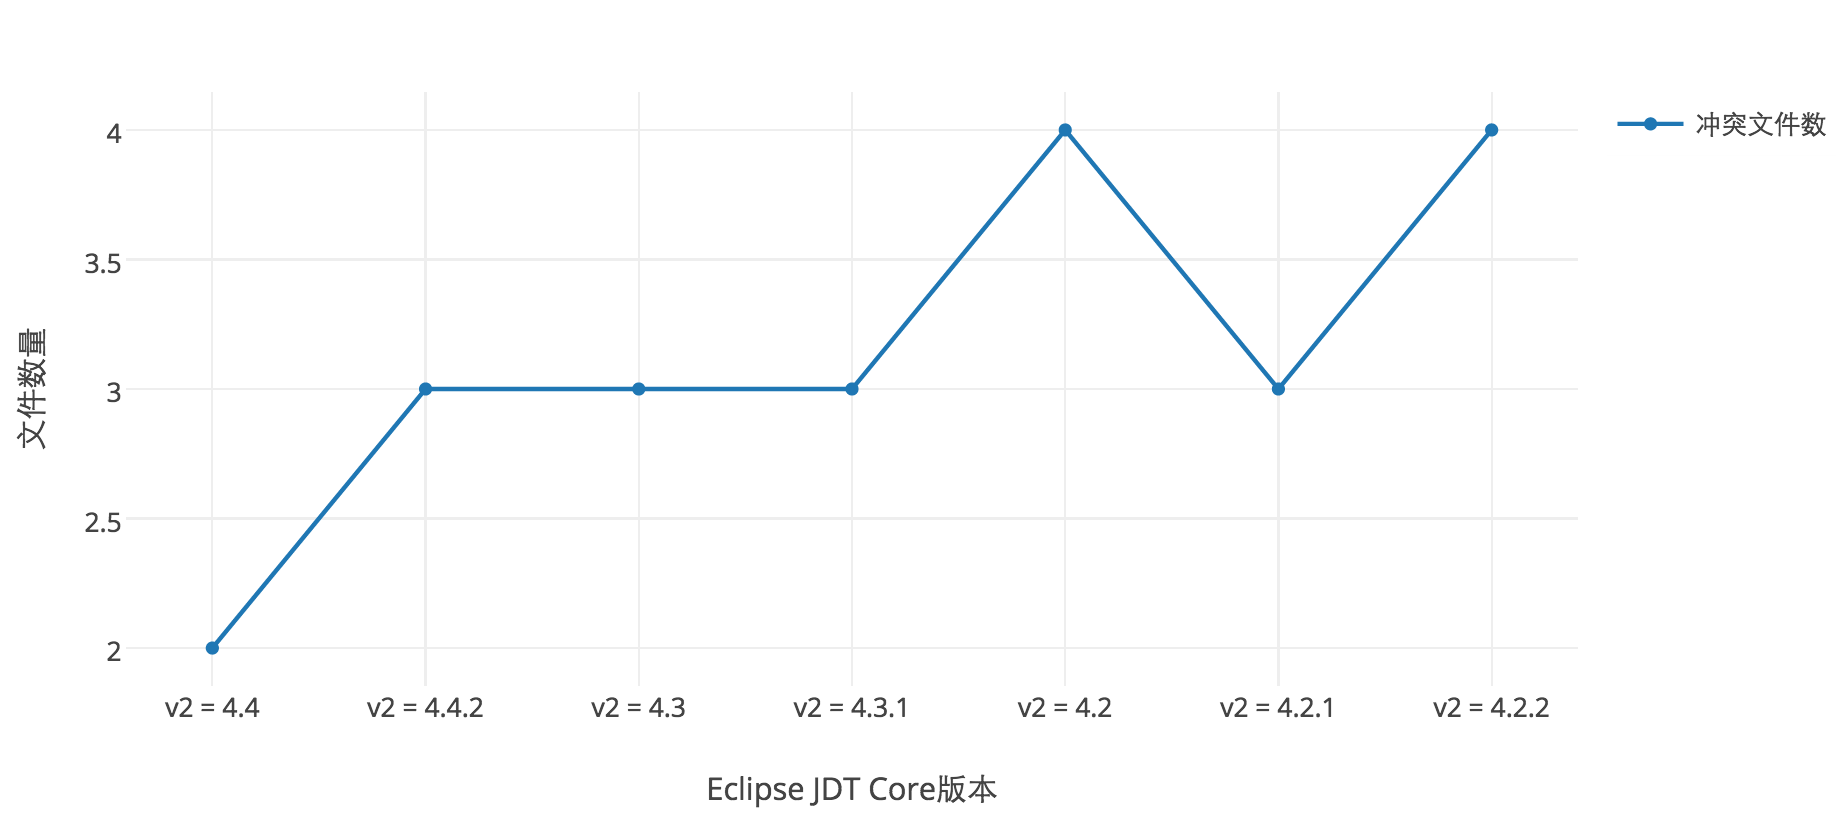 冲突文件数
文件数量
4
3.5
3
2.5
2
v2 = 4.4
v2 = 4.4.2
v2 = 4.3
v2 = 4.3.1
v2 = 4.2
v2 = 4.2.1
v2 = 4.2.2
Eclipse JDT Core版本